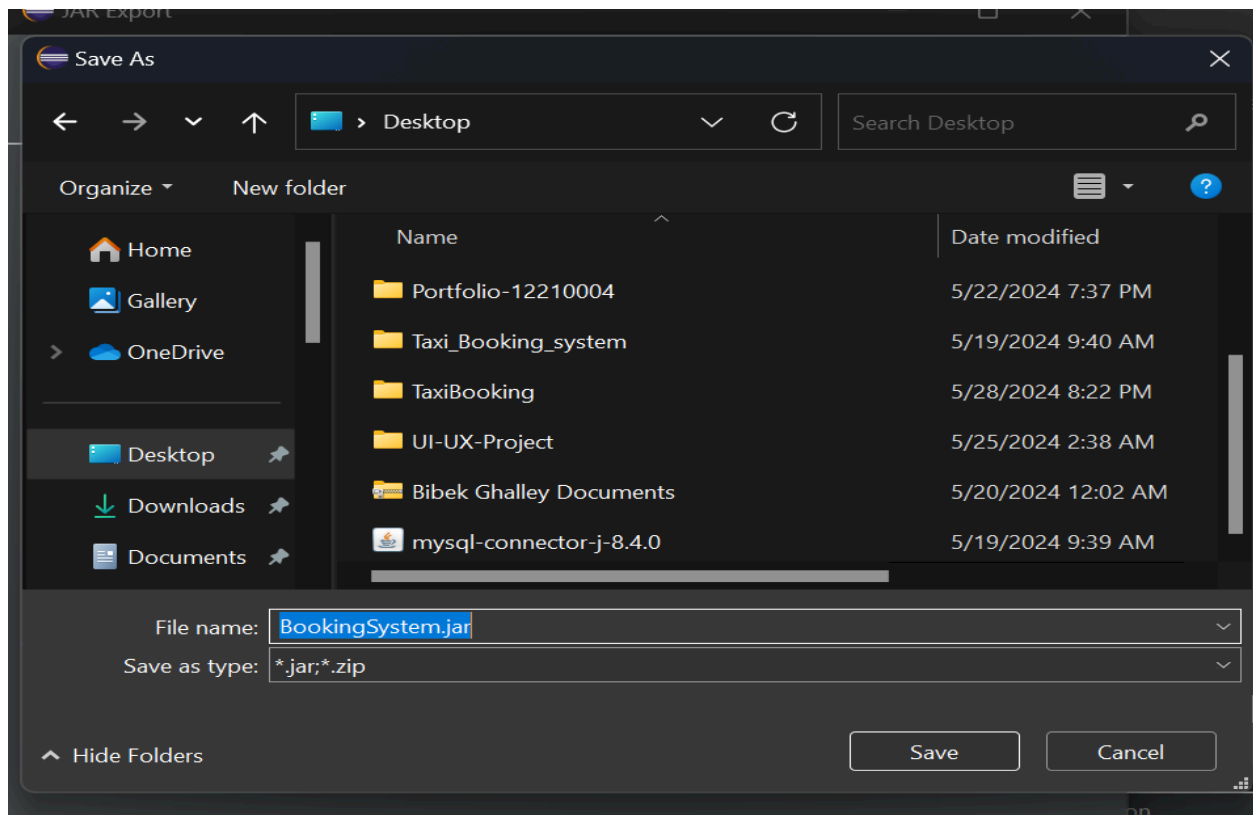 JAR Export
Save As
Desktop
Search Desktop
Organize
New folder
Name
Date modified
Home
Gallery
OneDrive
Desktop
Downloads
Documents
Portfolio-12210004 5/22/2024 7:37 PM
Taxi_Booking_system 5/19/2024 9:40 AM
TaxiBooking 5/28/2024 8:22 PM
UI-UX-Project 5/25/2024 2:38 AM
Bibek Ghalley Documents 5/20/2024 12:02 AM
mysql-connector-j-8.4.0 5/19/2024 9:39 AM
File name: BookingSystem.jar
Save as type: *.jar;*.zip
Hide Folders
Save
Cancel